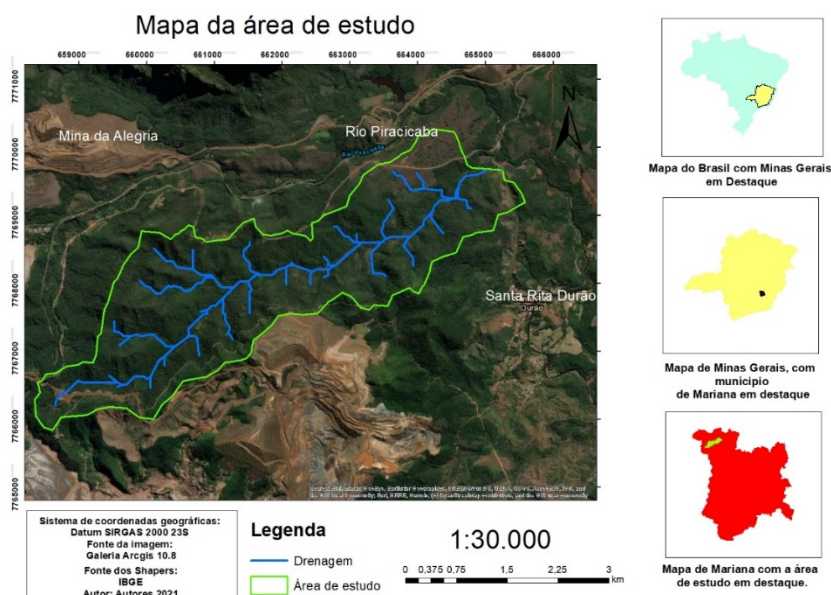 Mapa da área de estudo
659000 660000 661000 662000 663000 664000 665000 666000
7771000
7770000
7769000
7768000
7767000
7766000
7765000
Mina da Alegria
Rio Piracicaba
Rio Piracicaba
N
Santa Rita Durão
Durão
Mapa do Brasil com Minas Gerais
em Destaque
Mapa de Minas Gerais, com
municipio
de Mariana em destaque
Mapa de Mariana com a área
de estudo em destaque.
Sistema de coordenadas geográficas:
Datum SIRGAS 2000 23S
Fonte da imagem:
Galeria Arcgis 10.8
Fonte dos Shapers:
IBGE
Autor: Autores 2021
Legenda
Drenagem
Área de estudo
1:30.000
0 0,375 0,75 1,5 2,25 3
km